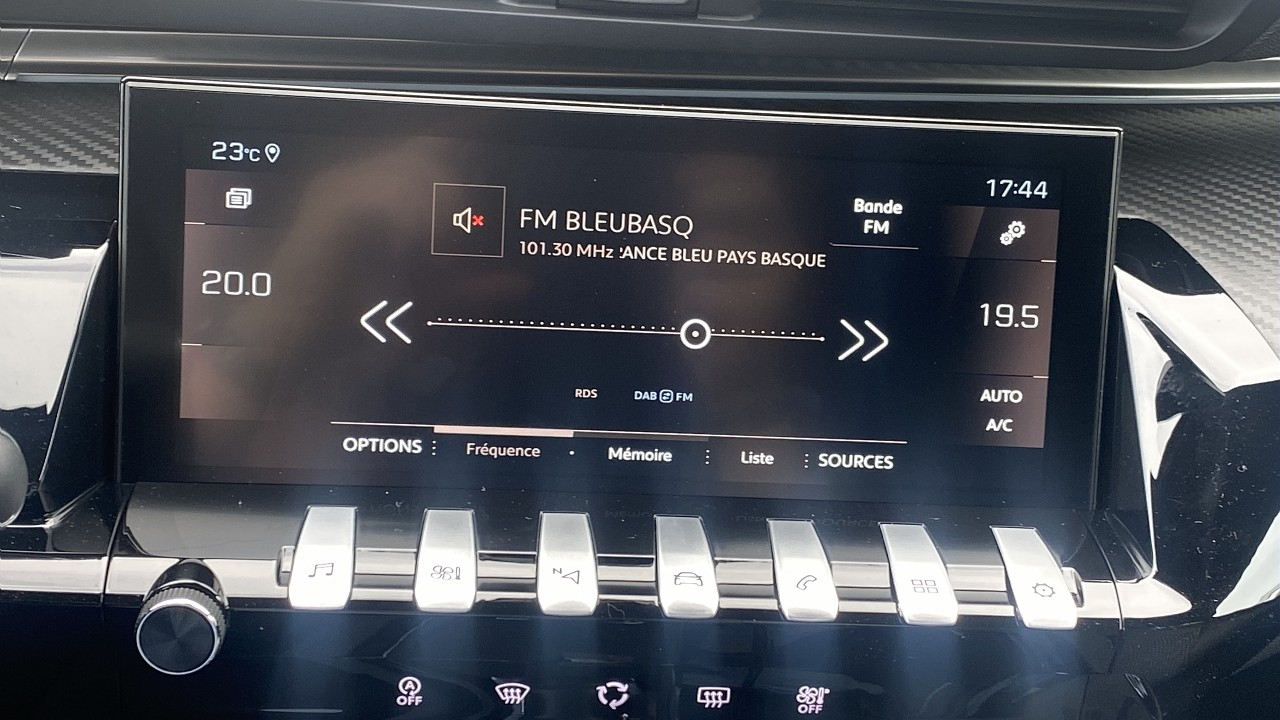 23°C
17:44
FM BLEUBASQ
101.30 MHz 'ANCE BLEU PAYS BASQUE
Bande
FM
20.0
19.5
RDS
DAB FM
AUTO
A/C
OPTIONS : Fréquence · Mémoire : Liste : SOURCES
N
A
OFF
OFF